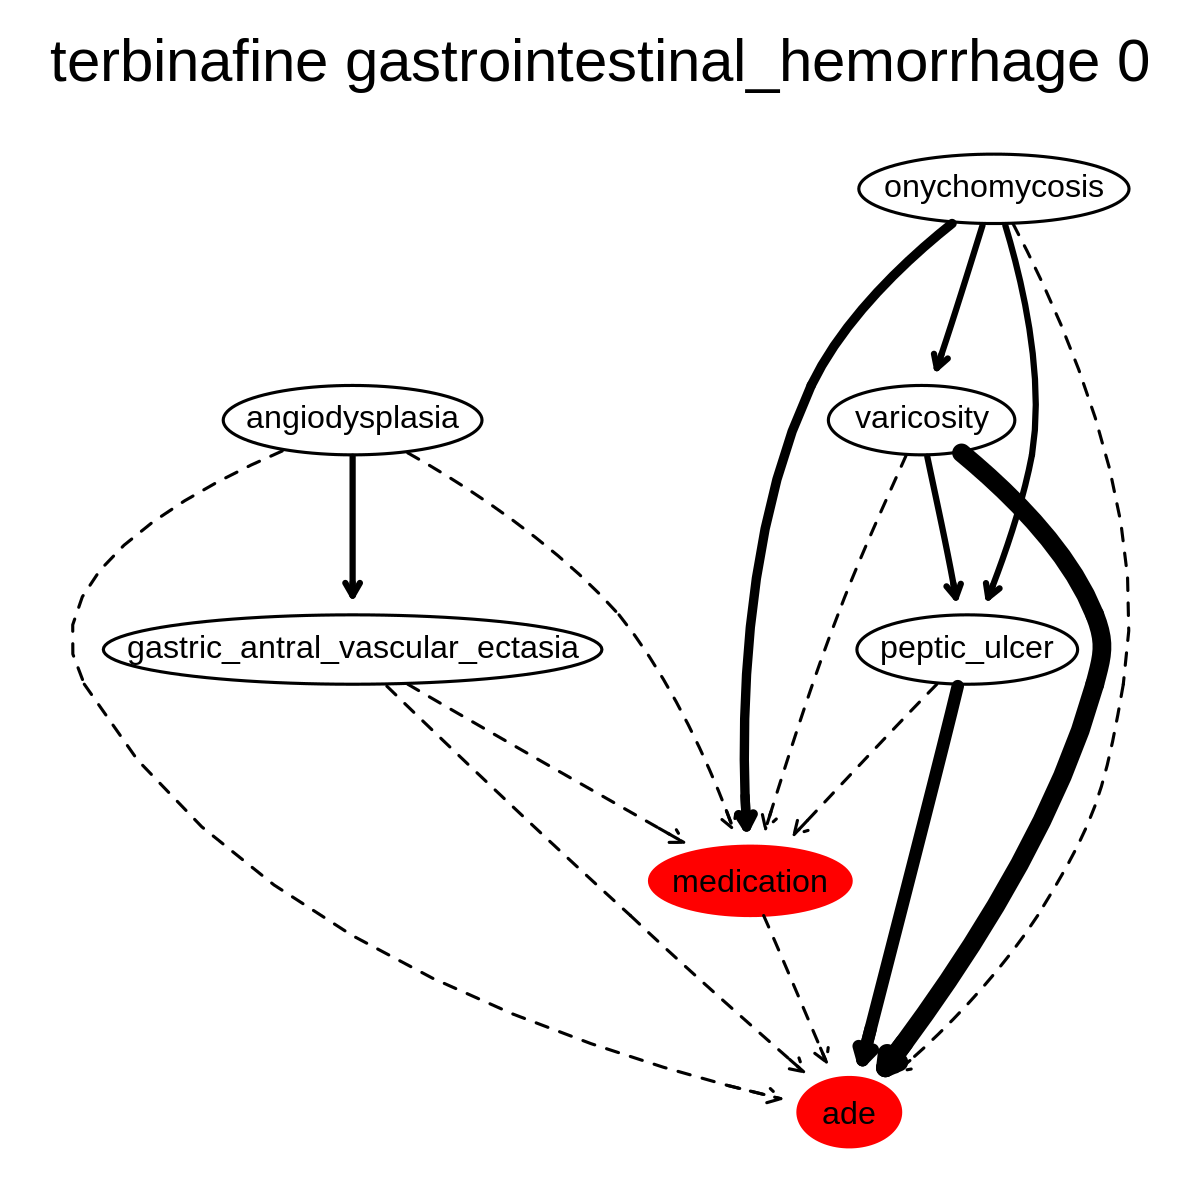 terbinafine gastrointestinal_hemorrhage 0
onychomycosis
angiodysplasia
varicosity
gastric_antral_vascular_ectasia
peptic_ulcer
medication
ade